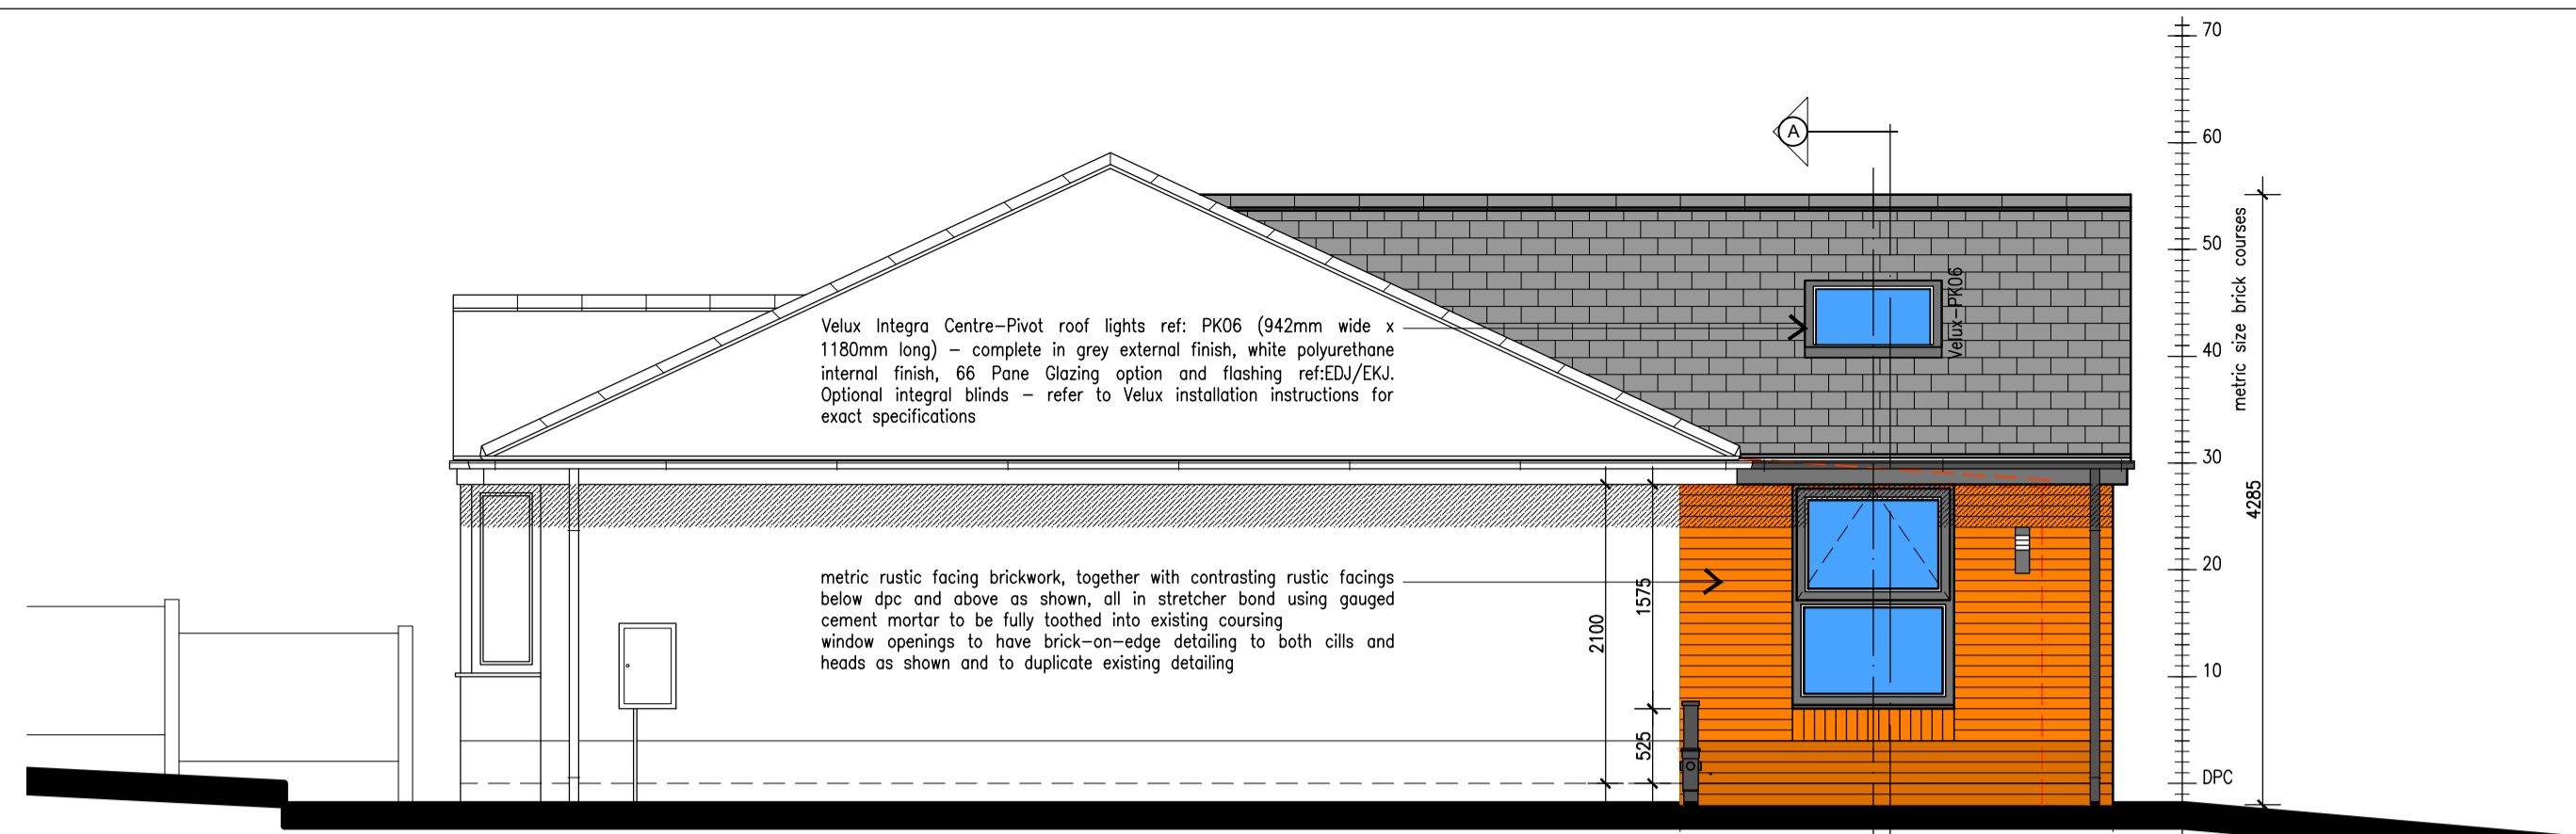 70
A
60
50
Velux Integra Centre-Pivot roof lights ref: PK06 (942mm wide x
1180mm long) – complete in grey external finish, white polyurethane
internal finish, 66 Pane Glazing option and flashing ref:EDJ/EKJ.
Optional integral blinds – refer to Velux installation instructions for
exact specifications
Velux-PK06
40
metric size brick courses
30
4285
20
metric rustic facing brickwork, together with contrasting rustic facings
below dpc and above as shown, all in stretcher bond using gauged
cement mortar to be fully toothed into existing coursing
window openings to have brick-on-edge detailing to both cills and
heads as shown and to duplicate existing detailing
2100
1575
525
10
DPC